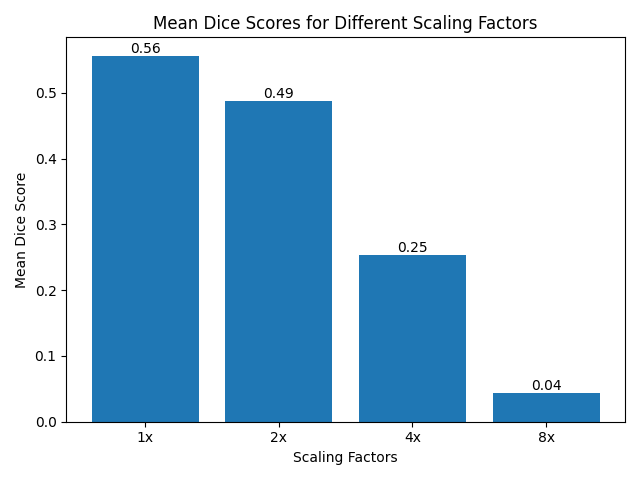 Mean Dice Scores for Different Scaling Factors
0.56
0.49
0.25
0.04
0.5
0.4
0.3
0.2
0.1
0.0
Mean Dice Score
1x 2x 4x 8x
Scaling Factors